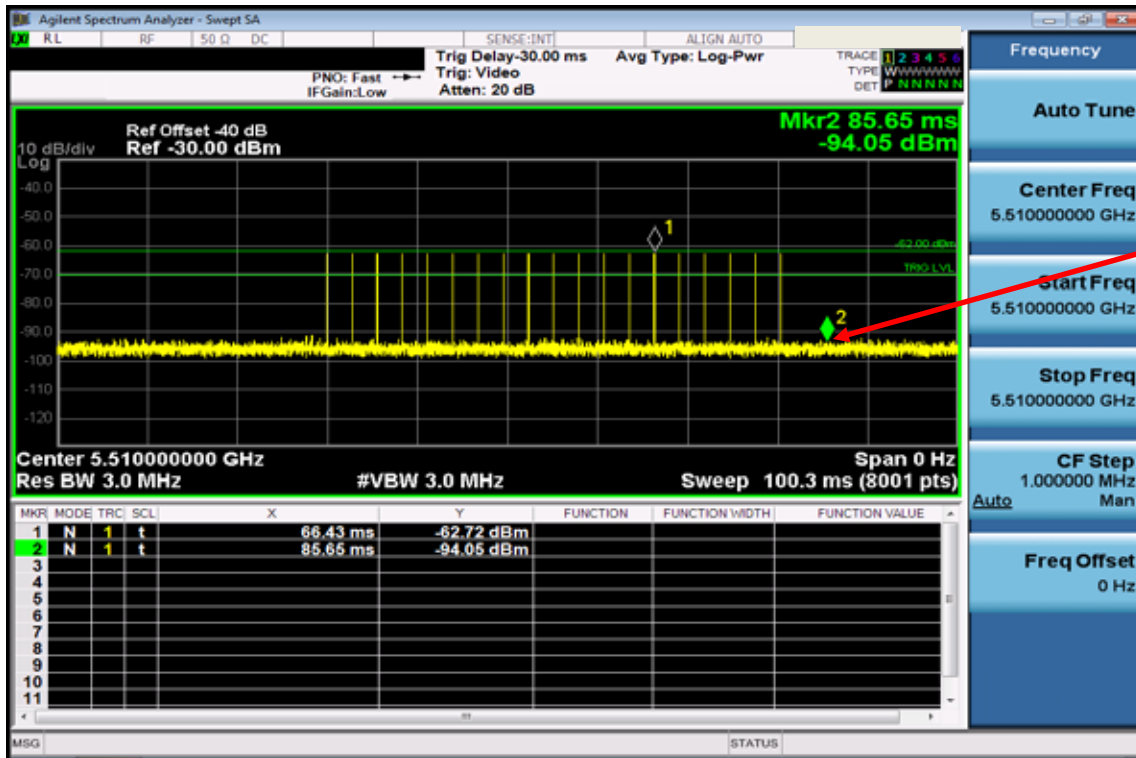 Agilent Spectrum Analyzer - Swept SA
RL RF 50 Ω DC SENSE:INT ALIGN AUTO
Trig Delay-30.00 ms Avg Type: Log-Pwr TRACE 1 2 3 4 5 6
PNO: Fast Trig: Video TYPE WWWWWW
IFGain:Low Atten: 20 dB DET P N N N N N
Mkr2 85.65 ms
Ref Offset -40 dB
10 dB/div Ref -30.00 dBm -94.05 dBm
Log
-40.0
-50.0
1
-60.0
-62.00 dBm
TRIG LVL
-70.0
-80.0
2
-90.0
-100
-110
-120
Center 5.510000000 GHz Span 0 Hz
Res BW 3.0 MHz #VBW 3.0 MHz Sweep 100.3 ms (8001 pts)
MKR MODE TRC SCL X Y FUNCTION FUNCTION WIDTH FUNCTION VALUE
1 N 1 t 66.43 ms -62.72 dBm
2 N 1 t 85.65 ms -94.05 dBm
3
4
5
6
7
8
9
10
11
MSG STATUS
Frequency
Auto Tune
Center Freq
5.510000000 GHz
Start Freq
5.510000000 GHz
Stop Freq
5.510000000 GHz
CF Step
1.000000 MHz
Auto Man
Freq Offset
0 Hz